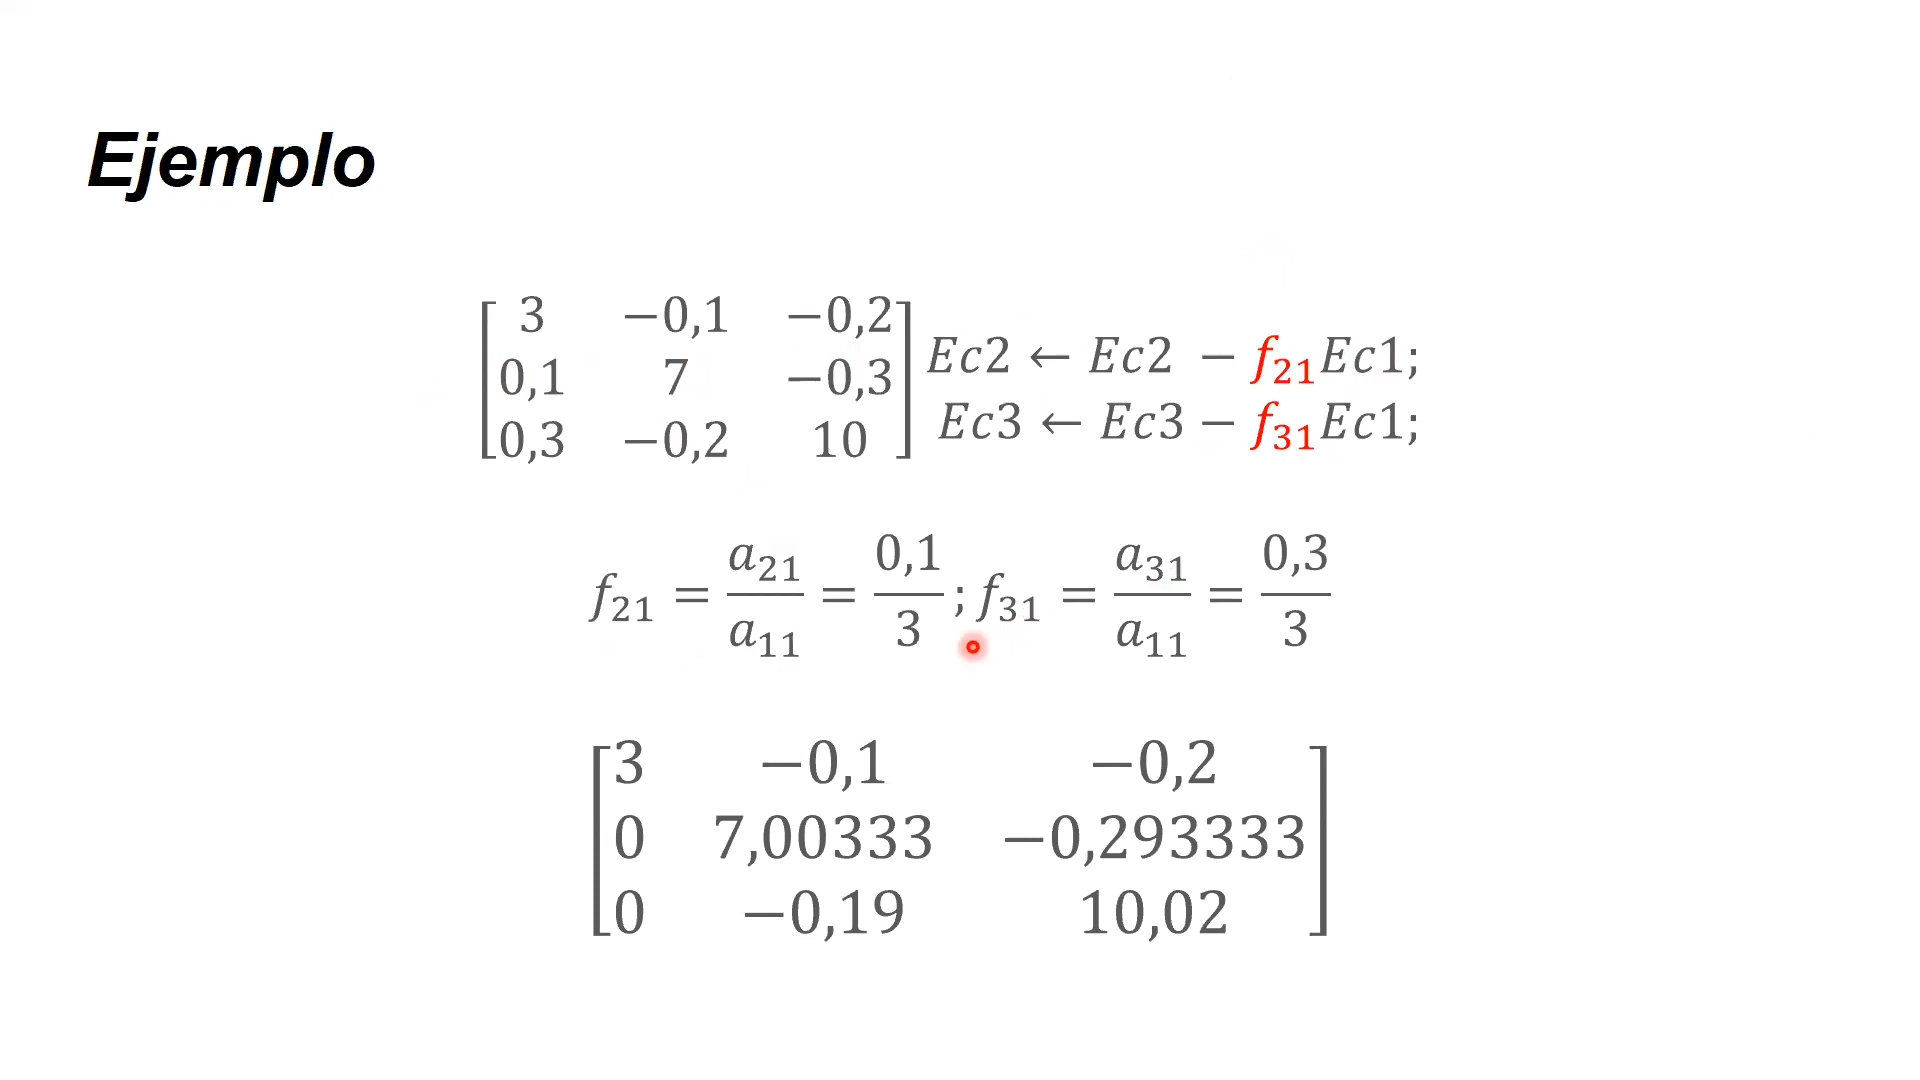 Ejemplo
3 −0,1 −0,2
0,1 7 −0,3
0,3 −0,2 10
Ec2 ← Ec2 − f21Ec1;
Ec3 ← Ec3 − f31Ec1;
f21 = a21/a11 = 0,1/3 ; f31 = a31/a11 = 0,3/3
3 −0,1 −0,2
0 7,00333 −0,293333
0 −0,19 10,02